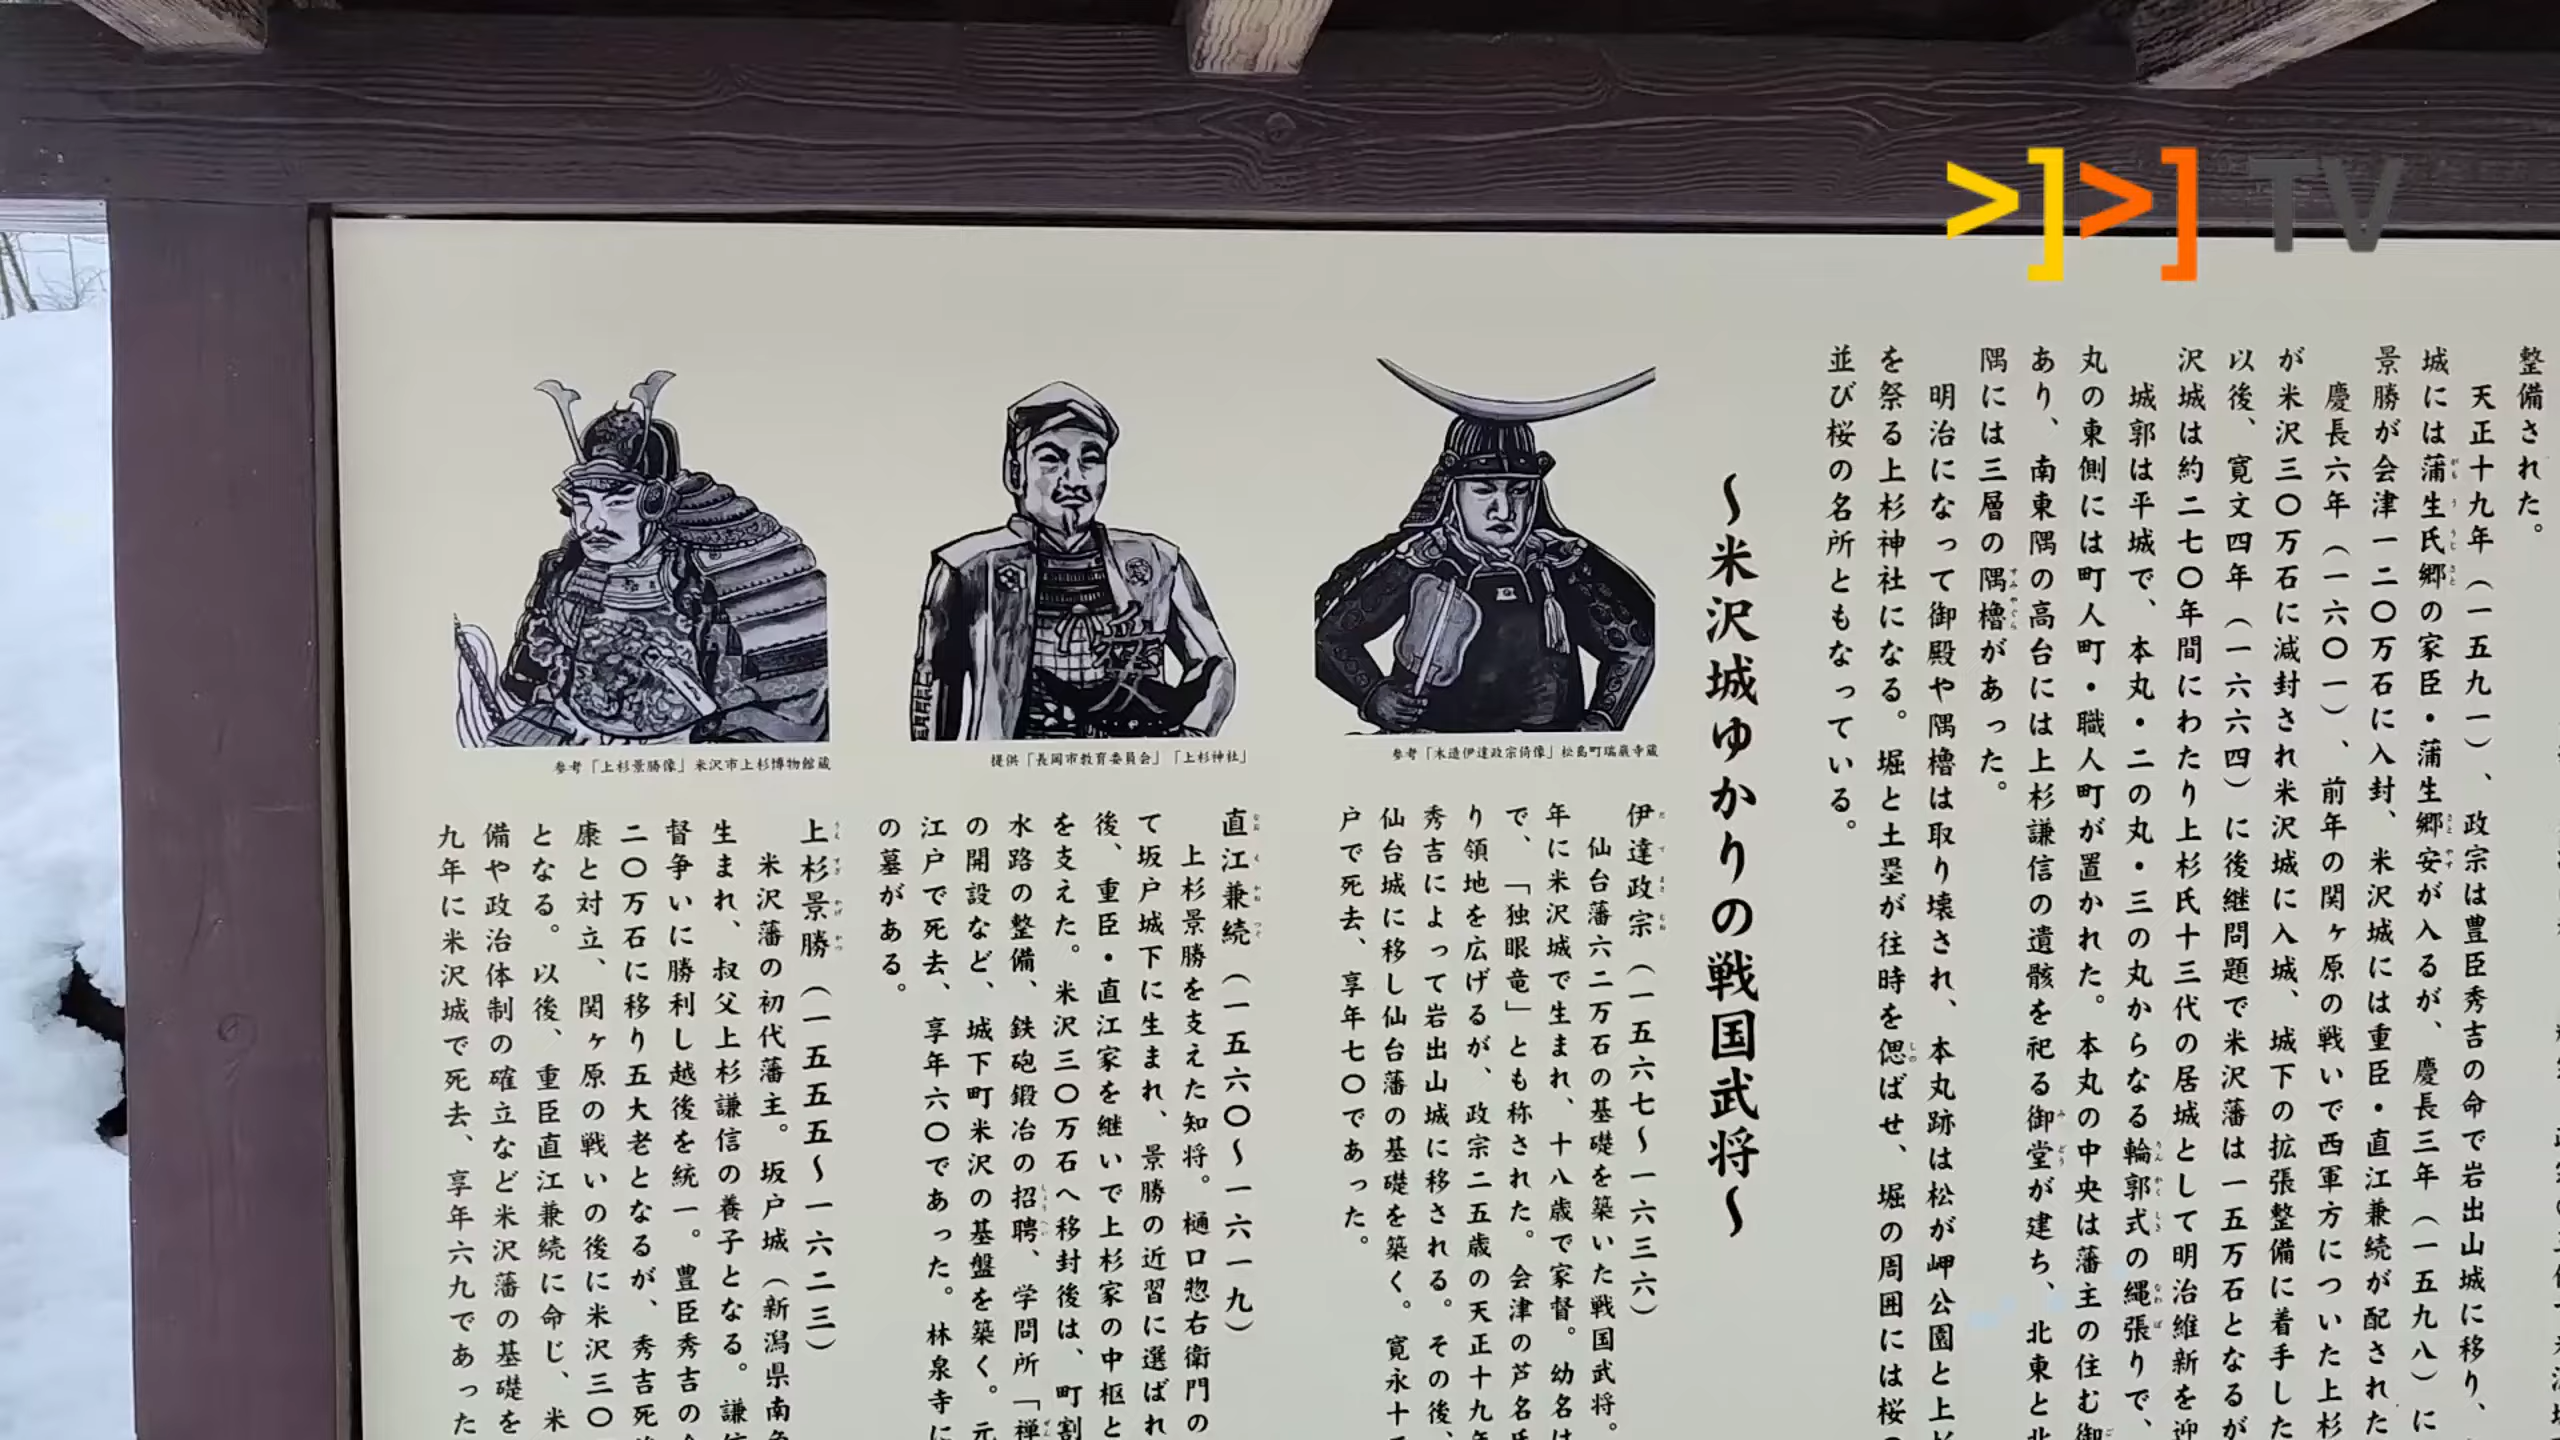 >]>] TV
整備された。
天正十九年（一五九一）、政宗は豊臣秀吉の命で岩出山城に移り、
城には蒲生氏郷の家臣・蒲生郷安が入るが、慶長三年（一五九八）に
景勝が会津一二〇万石に入封、米沢城には重臣・直江兼続が配された
慶長六年（一六〇一）、前年の関ヶ原の戦いで西軍方についた上杉
が米沢三〇万石に減封され米沢城に入城、城下の拡張整備に着手した
以後、寛文四年（一六六四）に後継問題で米沢藩は一五万石となるが
沢城は約二七〇年間にわたり上杉氏十三代の居城として明治維新を迎
城郭は平城で、本丸・二の丸・三の丸からなる輪郭式の縄張りで、
丸の東側には町人町・職人町が置かれた。本丸の中央は藩主の住む御
あり、南東隅の高台には上杉謙信の遺骸を祀る御堂が建ち、北東と北
隅には三層の隅櫓があった。
明治になって御殿や隅櫓は取り壊され、本丸跡は松が岬公園と上杉
を祭る上杉神社になる。堀と土塁が往時を偲ばせ、堀の周囲には桜の
並び桜の名所ともなっている。
〜米沢城ゆかりの戦国武将〜
参考「木造伊達政宗倚像」松島町瑞巌寺蔵
伊達政宗（一五六七〜一六三六）
仙台藩六二万石の基礎を築いた戦国武将。
年に米沢城で生まれ、十八歳で家督。幼名は
で、「独眼竜」とも称された。会津の芦名氏
り領地を広げるが、政宗二五歳の天正十九年
秀吉によって岩出山城に移される。その後、
仙台城に移し仙台藩の基礎を築く。寛永十三
戸で死去、享年七〇であった。
提供「長岡市教育委員会」「上杉神社」
愛
直江兼続（一五六〇〜一六一九）
上杉景勝を支えた知将。樋口惣右衛門の
て坂戸城下に生まれ、景勝の近習に選ばれ
後、重臣・直江家を継いで上杉家の中枢と
を支えた。米沢三〇万石へ移封後は、町割
水路の整備、鉄砲鍛冶の招聘、学問所「禅
の開設など、城下町米沢の基盤を築く。元
江戸で死去、享年六〇であった。林泉寺に
の墓がある。
参考「上杉景勝像」米沢市上杉博物館蔵
上杉景勝（一五五五〜一六二三）
米沢藩の初代藩主。坂戸城（新潟県南魚
生まれ、叔父上杉謙信の養子となる。謙信
督争いに勝利し越後を統一。豊臣秀吉の命
二〇万石に移り五大老となるが、秀吉死後
康と対立、関ヶ原の戦いの後に米沢三〇
となる。以後、重臣直江兼続に命じ、米
備や政治体制の確立など米沢藩の基礎を
九年に米沢城で死去、享年六九であった